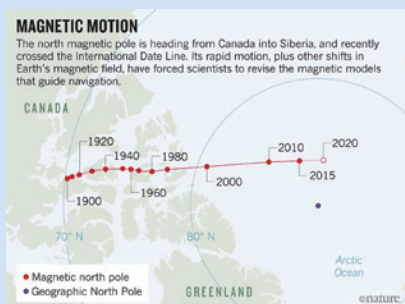 MAGNETIC MOTION
The north magnetic pole is heading from Canada into Siberia, and recently
crossed the International Date Line. Its rapid motion, plus other shifts in
Earth's magnetic field, have forced scientists to revise the magnetic models
that guide navigation.
CANADA
1920
1940
1980
2010
2020
1900
1960
2000
2015
70° N
80° N
Arctic
Ocean
Magnetic north pole
Geographic North Pole
GREENLAND
©nature